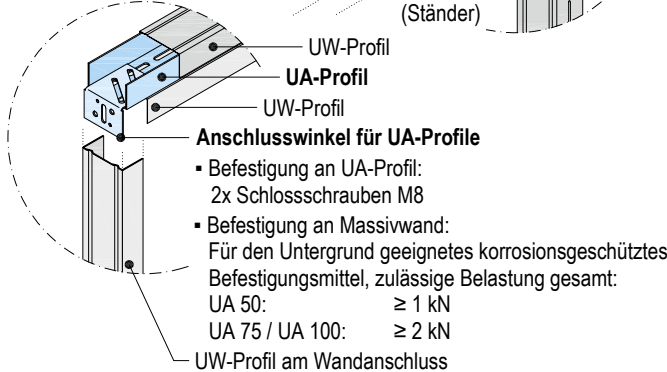 (Ständer)
UW-Profil
UA-Profil
UW-Profil
Anschlusswinkel für UA-Profile
▪ Befestigung an UA-Profil:
2x Schlossschrauben M8
▪ Befestigung an Massivwand:
Für den Untergrund geeignetes korrosionsgeschütztes
Befestigungsmittel, zulässige Belastung gesamt:
UA 50: ≥ 1 kN
UA 75 / UA 100: ≥ 2 kN
UW-Profil am Wandanschluss